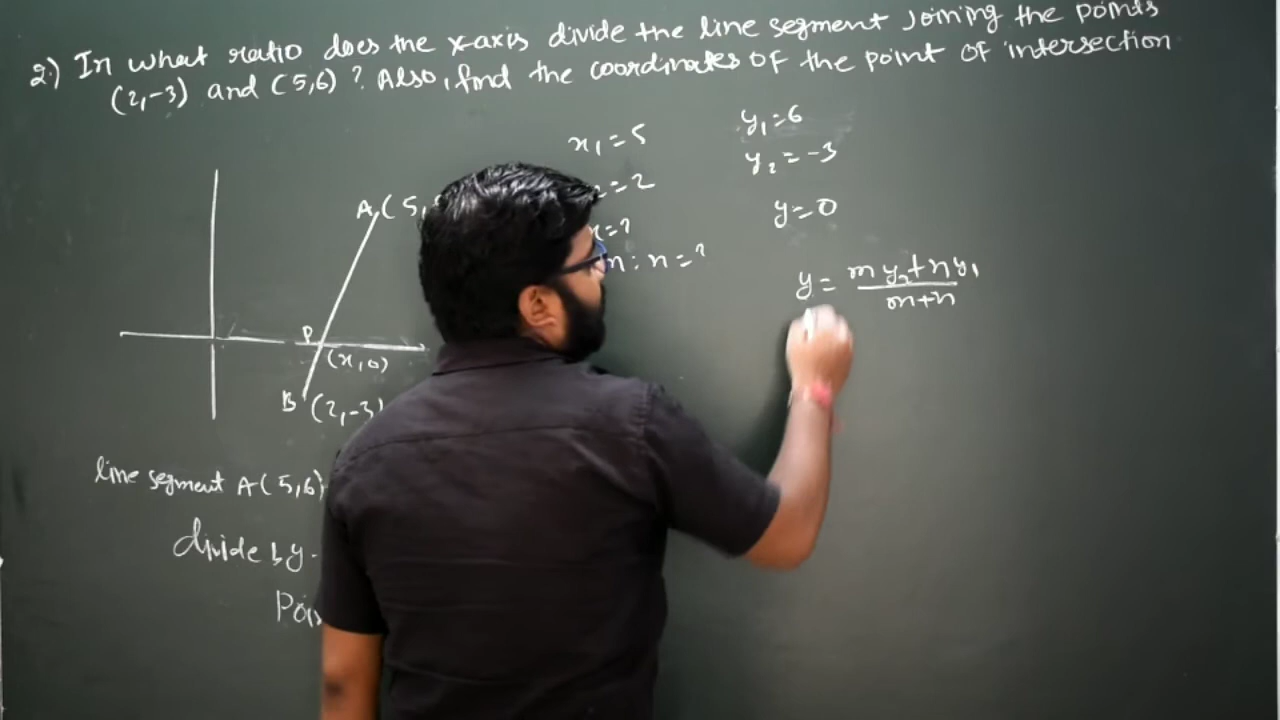 2.) In what ratio does the x-axis divide the line segment joining the points
(2,-3) and (5,6) ? Also, find the coordinates of the point of intersection
x₁=5
y₁=6
₂=2
y₂=-3
x=?
y=0
m:n=?
y= my₂+ny₁
m+n
A(5,
P
(x,0)
B (2,-3)
line segment A(5,6)
divide by